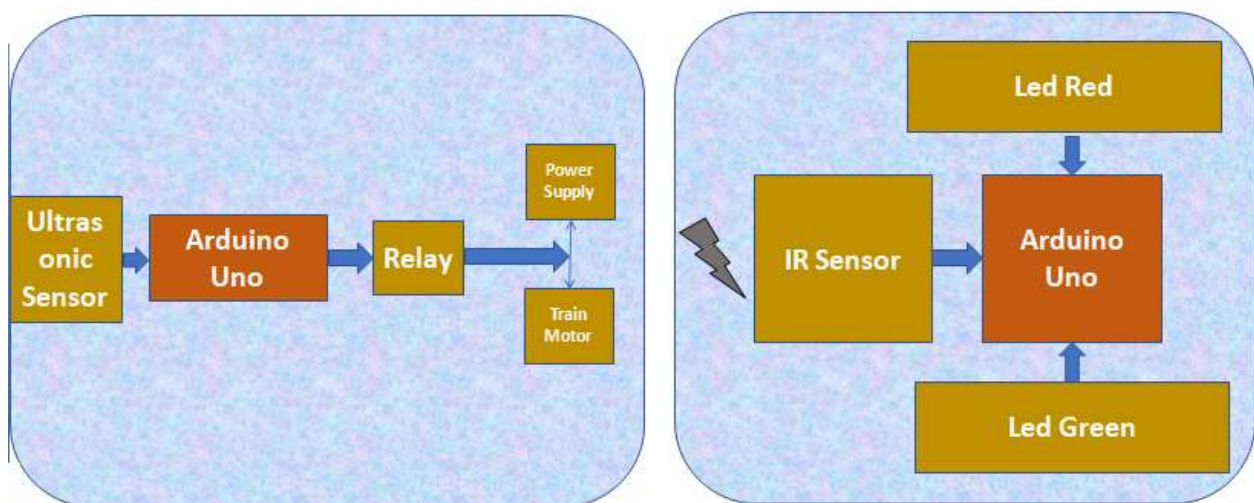 Ultras
onic
Sensor
Arduino
Uno
Relay
Power
Supply
Train
Motor
Led Red
IR Sensor
Arduino
Uno
Led Green